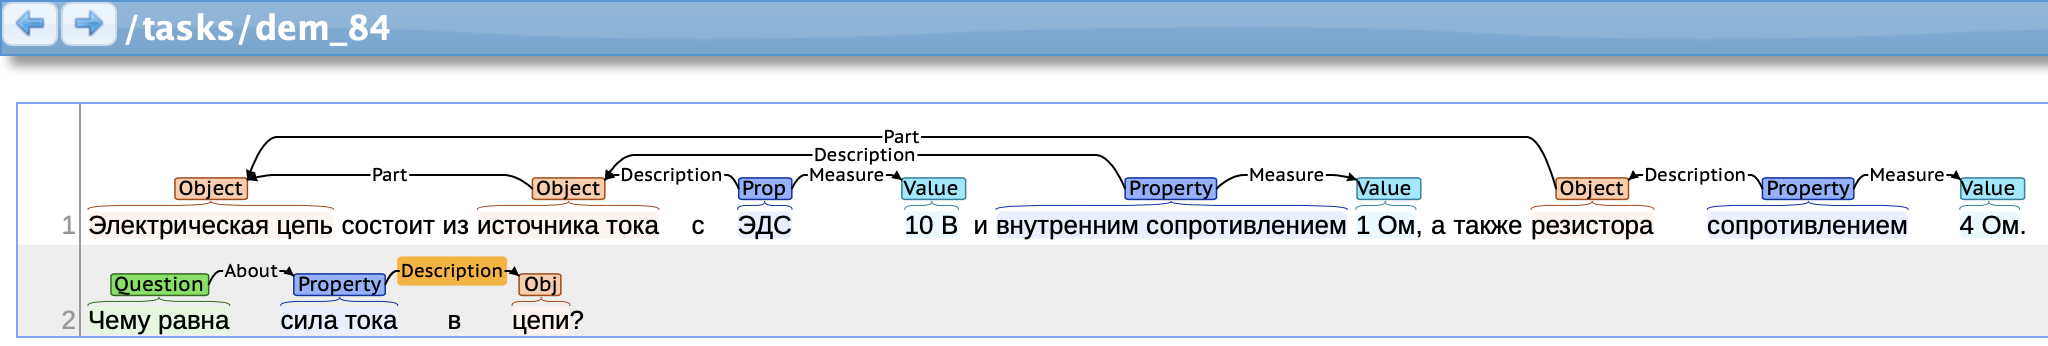 /tasks/dem_84
Part
Description
Part Description Measure Measure Description Measure
Object Object Prop Value Property Value Object Property Value
1 Электрическая цепь состоит из источника тока с ЭДС 10 В и внутренним сопротивлением 1 Ом, а также резистора сопротивлением 4 Ом.
About Description
Question Property Obj
2 Чему равна сила тока в цепи?